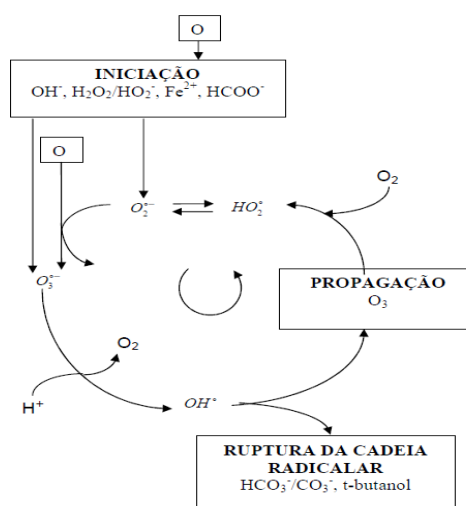 O
INICIAÇÃO
OH⁻, H₂O₂/HO₂⁻, Fe²⁺, HCOO⁻
O
O₂°⁻
HO₂°
O₂
O₃°⁻
PROPAGAÇÃO
O₃
O₂
H⁺
OH°
RUPTURA DA CADEIA
RADICALAR
HCO₃⁻/CO₃⁻, t-butanol